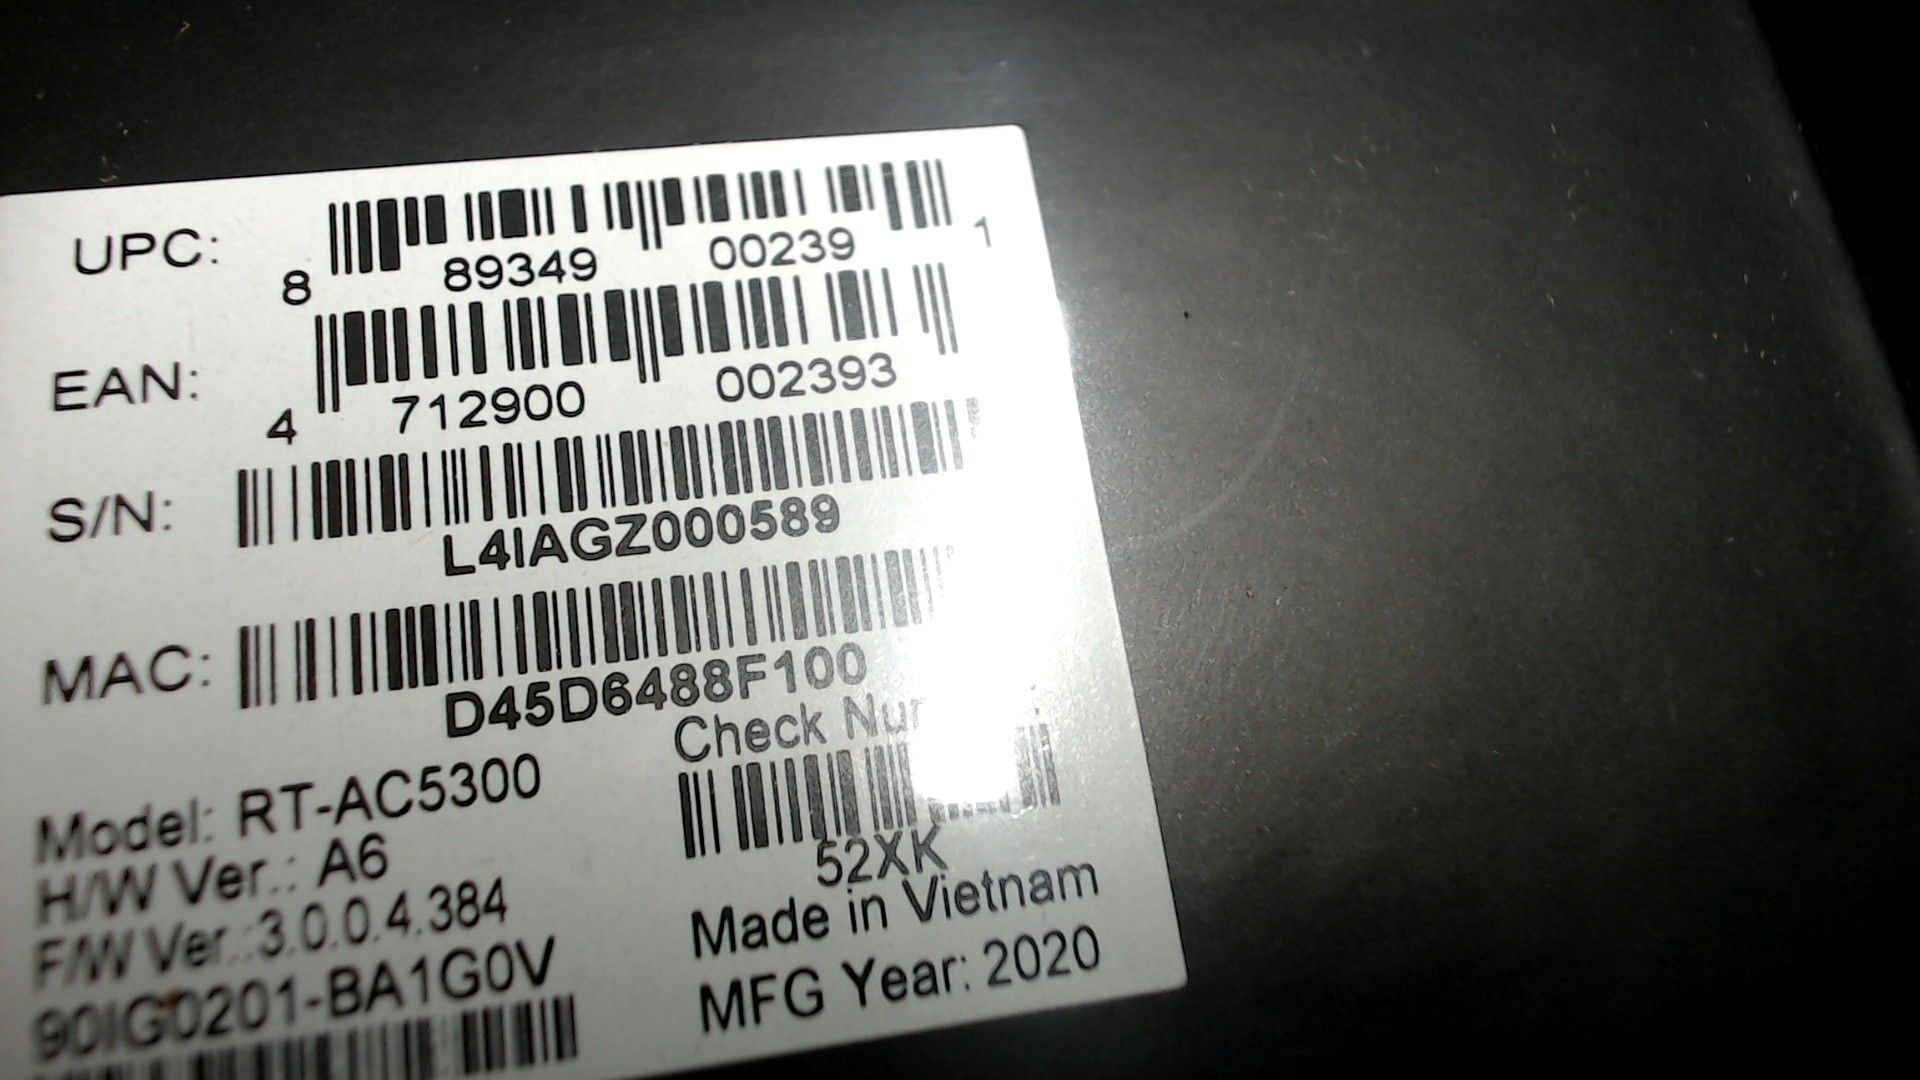 UPC: 8 89349 00239 1
EAN: 4 712900 002393
S/N: L4IAGZ000589
MAC: D45D6488F100
Check
52XK
Model: RT-AC5300
H/W Ver.: A6
F/W Ver.:3.0.0.4.384
90IG0201-BA1G0V
Made in Vietnam
MFG Year: 2020